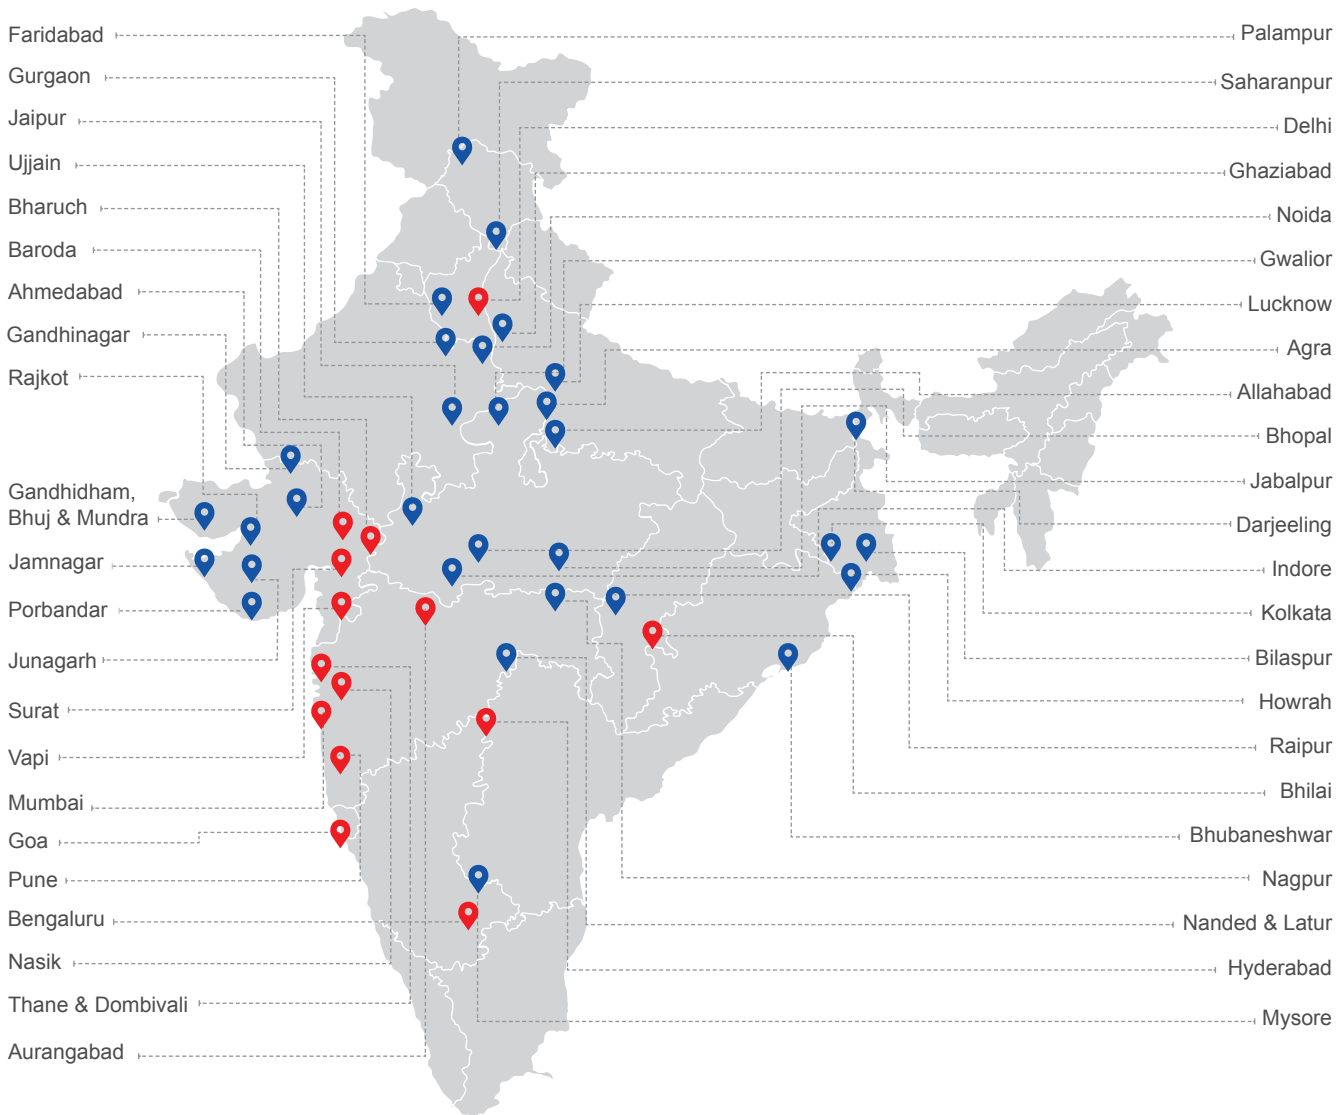 Faridabad
Gurgaon
Jaipur
Ujjain
Bharuch
Baroda
Ahmedabad
Gandhinagar
Rajkot
Gandhidham,
Bhuj & Mundra
Jamnagar
Porbandar
Junagarh
Surat
Vapi
Mumbai
Goa
Pune
Bengaluru
Nasik
Thane & Dombivali
Aurangabad
Palampur
Saharanpur
Delhi
Ghaziabad
Noida
Gwalior
Lucknow
Agra
Allahabad
Bhopal
Jabalpur
Darjeeling
Indore
Kolkata
Bilaspur
Howrah
Raipur
Bhilai
Bhubaneshwar
Nagpur
Nanded & Latur
Hyderabad
Mysore